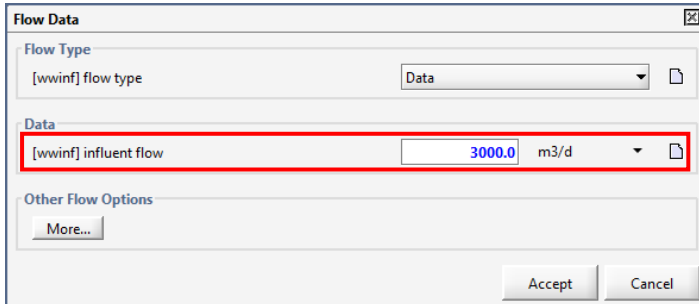 Flow Data
Flow Type
[wwinf] flow type Data
Data
[wwinf] influent flow 3000.0 m3/d
Other Flow Options
More...
Accept Cancel